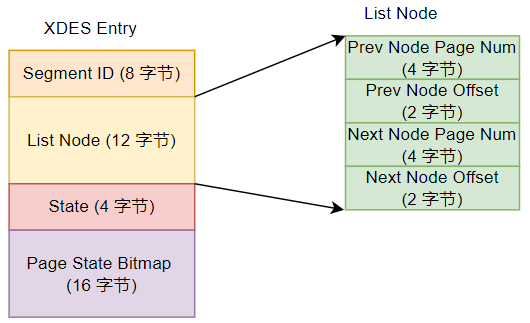 XDES Entry
Segment ID (8 字节)
List Node (12 字节)
State (4 字节)
Page State Bitmap
(16 字节)
List Node
Prev Node Page Num
(4 字节)
Prev Node Offset
(2 字节)
Next Node Page Num
(4 字节)
Next Node Offset
(2 字节)